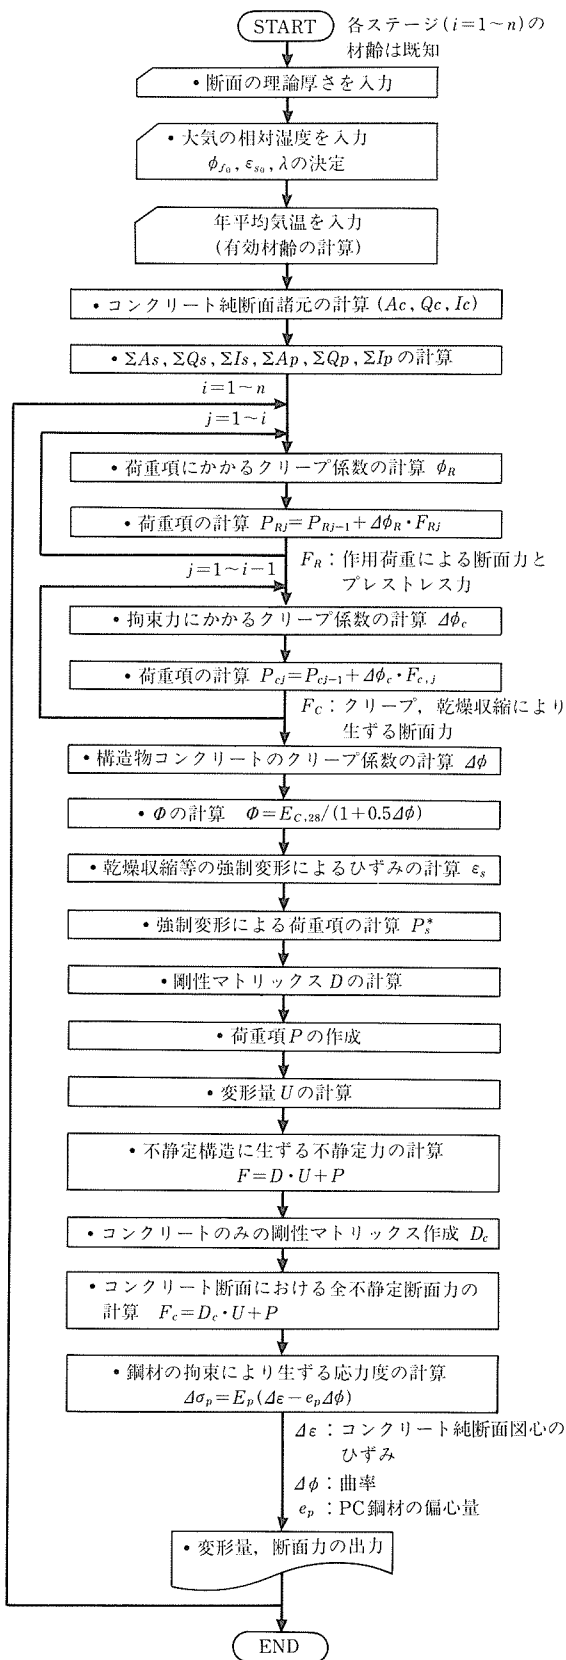 START
各ステージ(i=1~n)の
材齢は既知
・断面の理論厚さを入力
・大気の相対湿度を入力
ϕf₀, εs₀, λの決定
年平均気温を入力
(有効材齢の計算)
・コンクリート純断面諸元の計算 (Ac, Qc, Ic)
・ΣAs, ΣQs, ΣIs, ΣAp, ΣQp, ΣIpの計算
i=1~n
j=1~i
・荷重項にかかるクリープ係数の計算 ϕR
・荷重項の計算 PRj=PRj-1+ΔϕR・FRj
FR：作用荷重による断面力と
プレストレス力
j=1~i-1
・拘束力にかかるクリープ係数の計算 Δϕc
・荷重項の計算 Pcj=Pcj-1+Δϕc・Fc,j
FC：クリープ，乾燥収縮により
生ずる断面力
・構造物コンクリートのクリープ係数の計算 Δϕ
・Φの計算 Φ=EC,28/(1+0.5Δϕ)
・乾燥収縮等の強制変形によるひずみの計算 εs
・強制変形による荷重項の計算 Ps*
・剛性マトリックス Dの計算
・荷重項 Pの作成
・変形量 Uの計算
・不静定構造に生ずる不静定力の計算
F=D・U+P
・コンクリートのみの剛性マトリックス作成 Dc
・コンクリート断面における全不静定断面力の
計算 Fc=Dc・U+P
・鋼材の拘束により生ずる応力度の計算
Δσp=Ep(Δε-epΔϕ)
Δε：コンクリート純断面図心の
ひずみ
Δϕ：曲率
ep：PC鋼材の偏心量
・変形量，断面力の出力
END